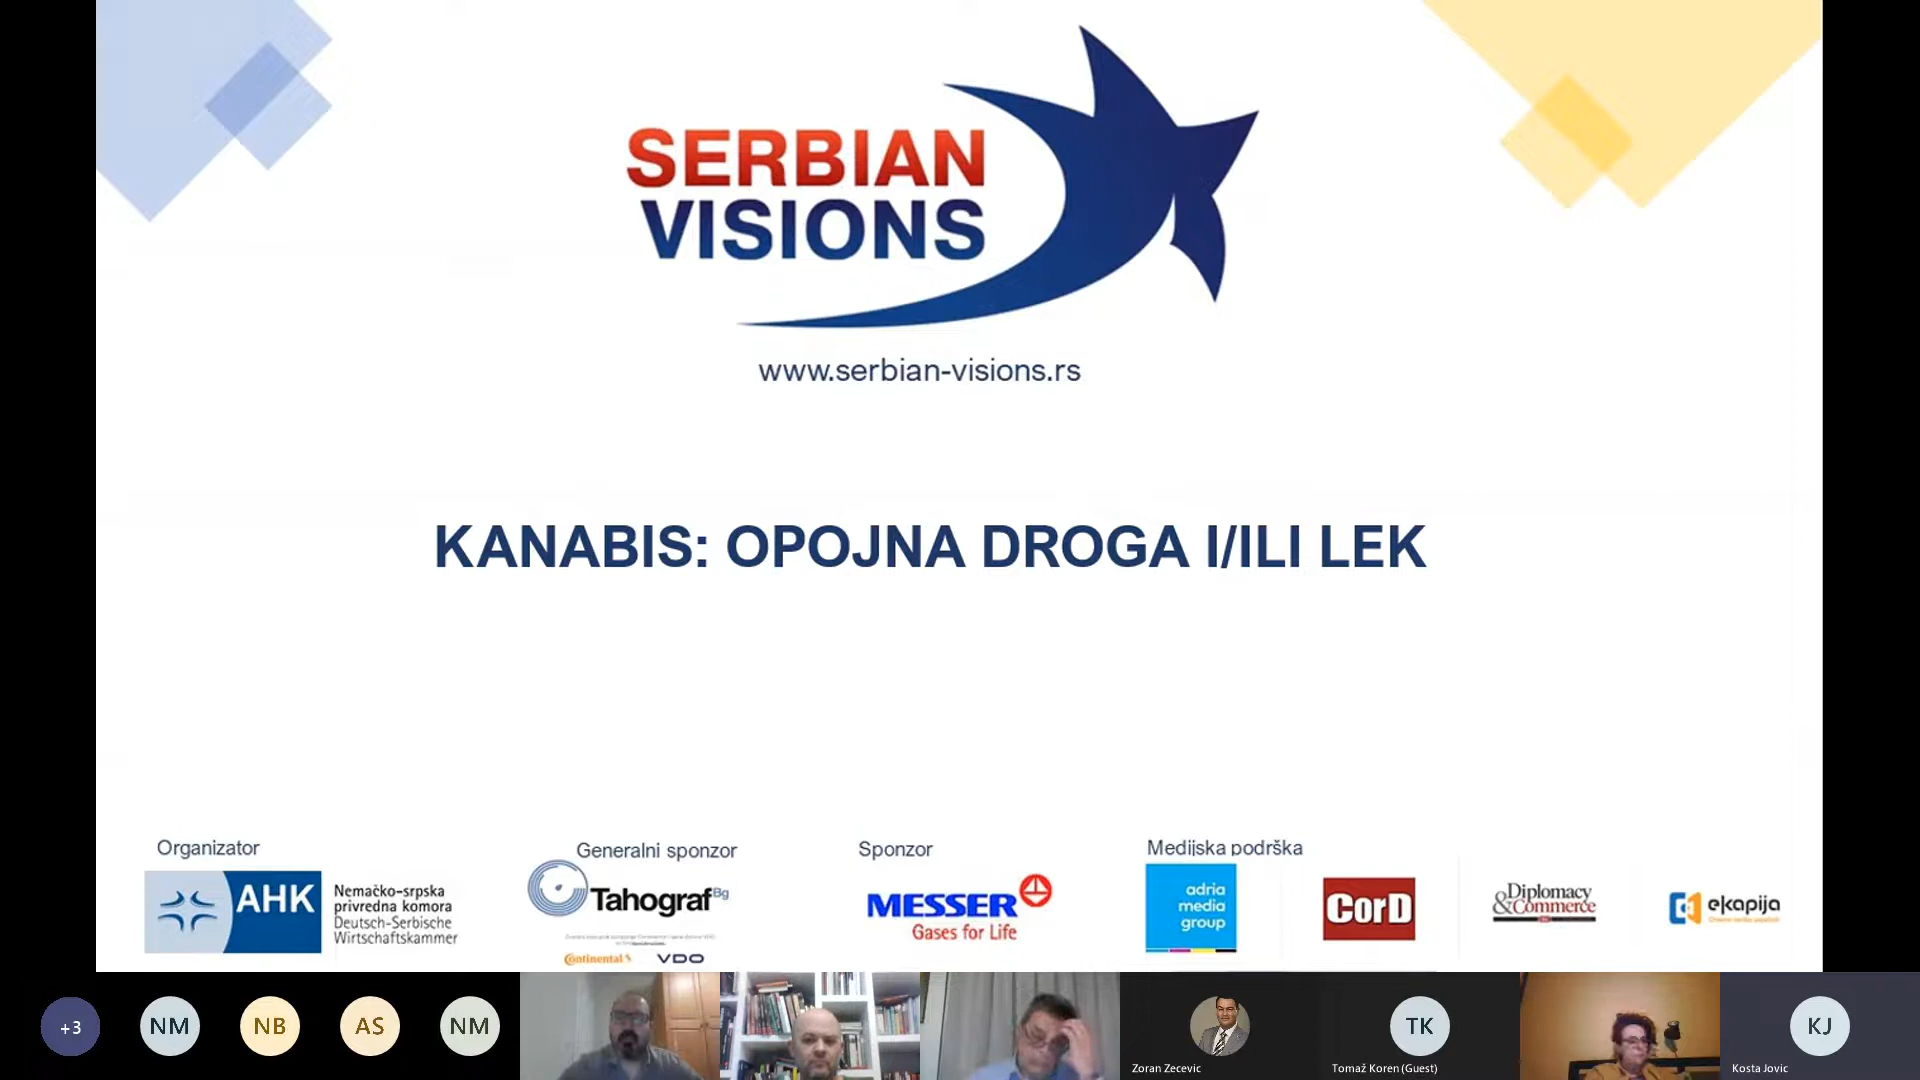 SERBIAN
VISIONS
www.serbian-visions.rs
KANABIS: OPOJNA DROGA I/ILI LEK
Organizator
AHK
Nemačko-srpska
privredna komora
Deutsch-Serbische
Wirtschaftskammer
Generalni sponzor
Tahograf Bg
Continental
VDO
Sponzor
MESSER
Gases for Life
Medijska podrška
adria
media
group
CorD
Diplomacy
&Commerce
ekapija
+3
NM
NB
AS
NM
Zoran Zecevic
TK
Tomaž Koren (Guest)
KJ
Kosta Jovic